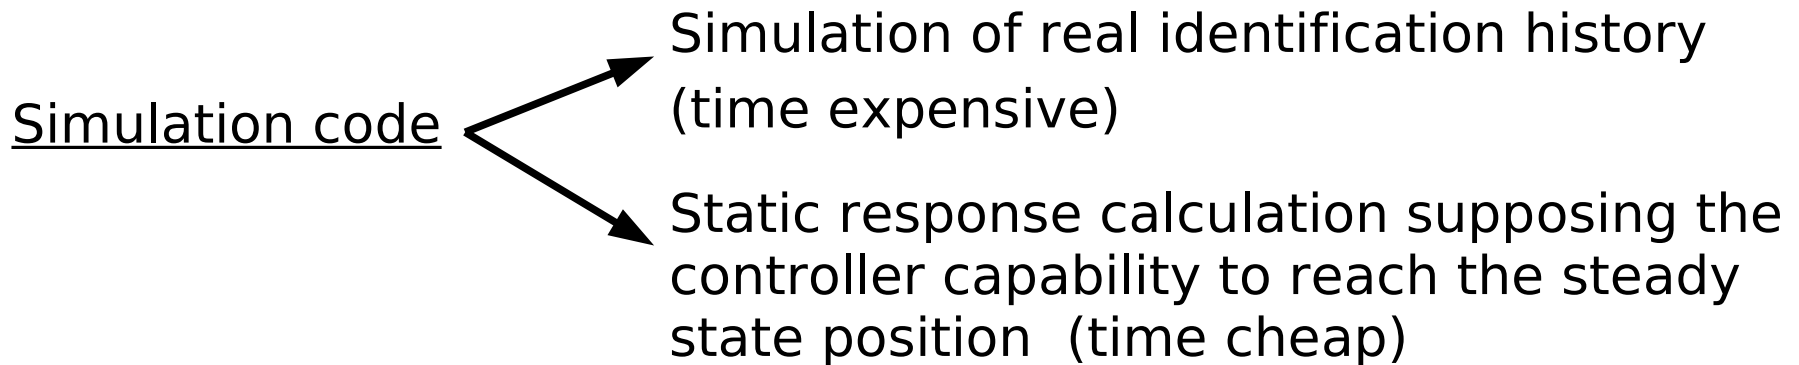 Simulation code
Simulation of real identification history
(time expensive)
Static response calculation supposing the
controller capability to reach the steady
state position  (time cheap)